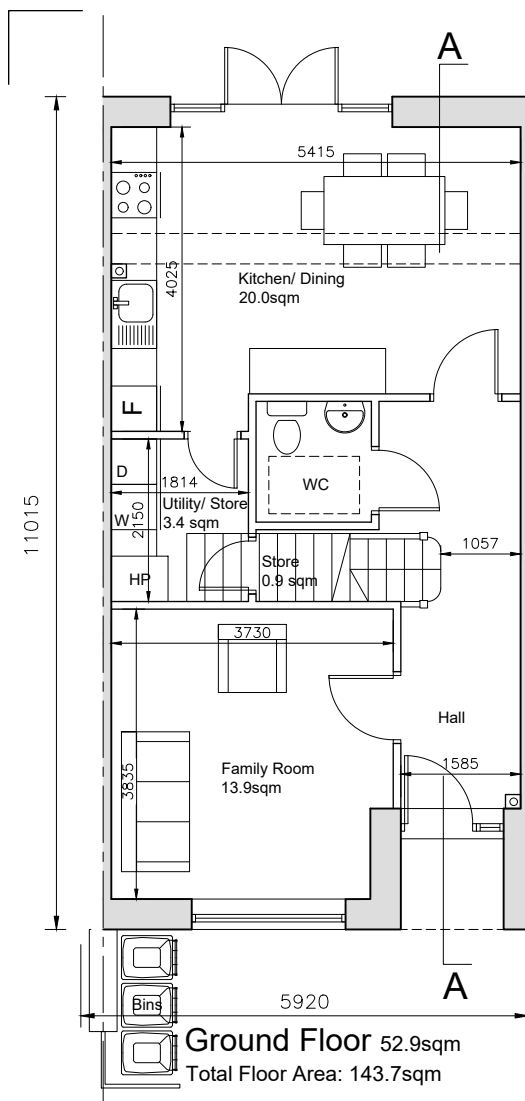 A
5415
4025
Kitchen/ Dining
20.0sqm
F
D
1814
Utility/ Store
3.4 sqm
W
2150
HP
WC
Store
0.9 sqm
1057
11015
3730
Hall
1585
3835
Family Room
13.9sqm
A
Bins
5920
Ground Floor 52.9sqm
Total Floor Area: 143.7sqm